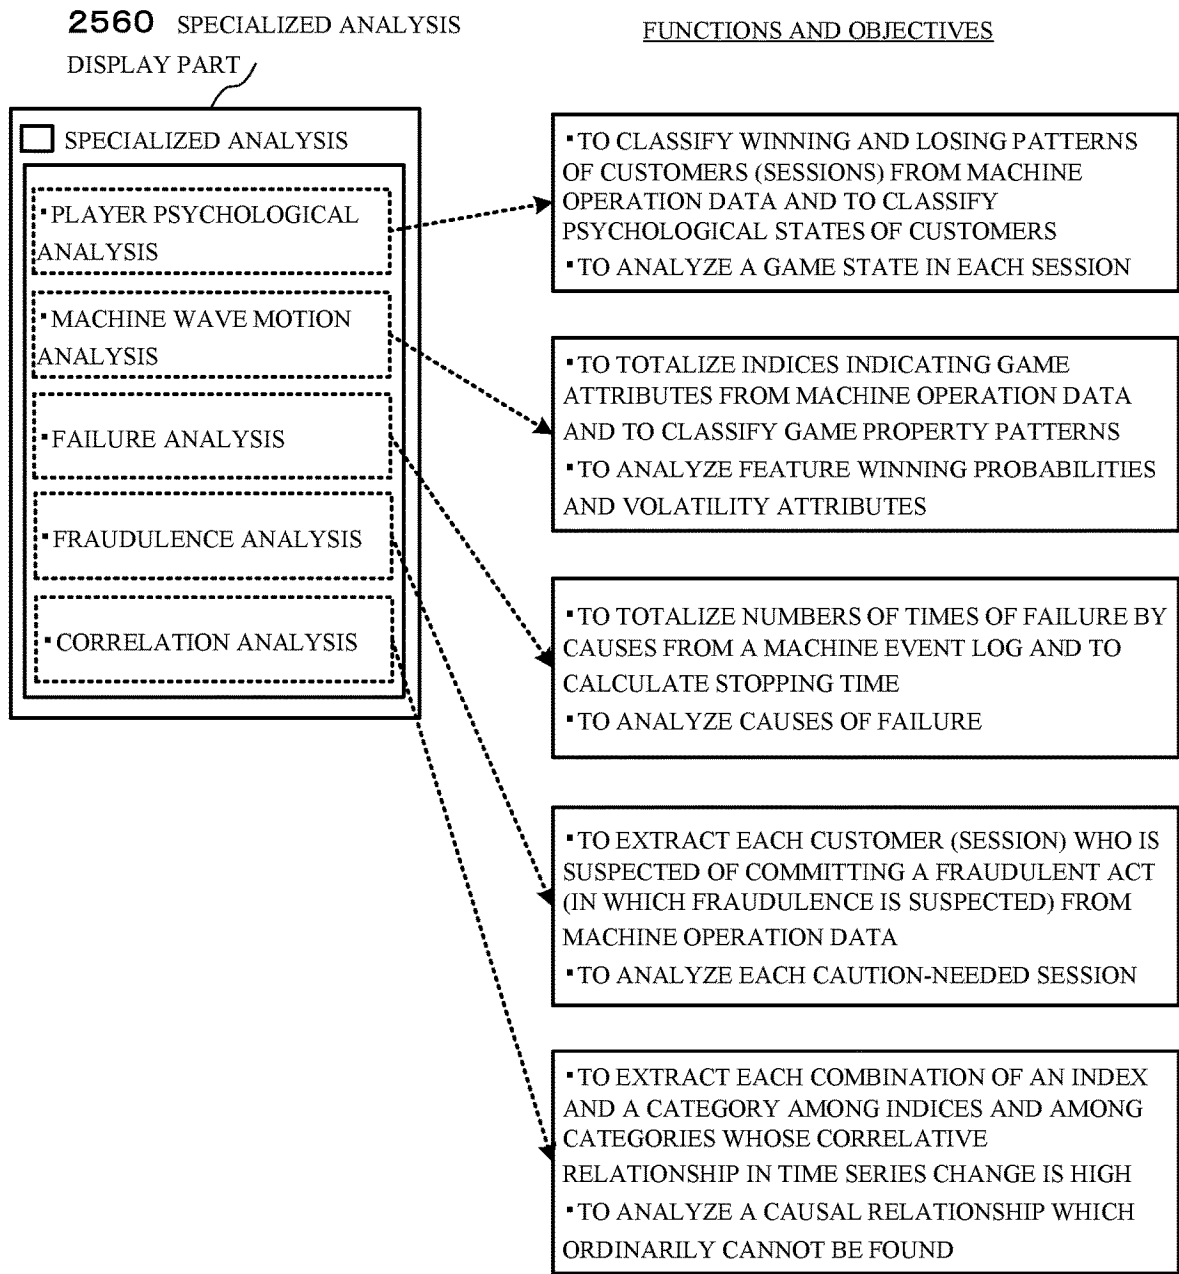 2560 SPECIALIZED ANALYSIS
DISPLAY PART
FUNCTIONS AND OBJECTIVES
SPECIALIZED ANALYSIS
▪PLAYER PSYCHOLOGICAL
ANALYSIS
▪MACHINE WAVE MOTION
ANALYSIS
▪FAILURE ANALYSIS
▪FRAUDULENCE ANALYSIS
▪CORRELATION ANALYSIS
▪TO CLASSIFY WINNING AND LOSING PATTERNS
OF CUSTOMERS (SESSIONS) FROM MACHINE
OPERATION DATA AND TO CLASSIFY
PSYCHOLOGICAL STATES OF CUSTOMERS
▪TO ANALYZE A GAME STATE IN EACH SESSION
▪TO TOTALIZE INDICES INDICATING GAME
ATTRIBUTES FROM MACHINE OPERATION DATA
AND TO CLASSIFY GAME PROPERTY PATTERNS
▪TO ANALYZE FEATURE WINNING PROBABILITIES
AND VOLATILITY ATTRIBUTES
▪TO TOTALIZE NUMBERS OF TIMES OF FAILURE BY
CAUSES FROM A MACHINE EVENT LOG AND TO
CALCULATE STOPPING TIME
▪TO ANALYZE CAUSES OF FAILURE
▪TO EXTRACT EACH CUSTOMER (SESSION) WHO IS
SUSPECTED OF COMMITTING A FRAUDULENT ACT
(IN WHICH FRAUDULENCE IS SUSPECTED) FROM
MACHINE OPERATION DATA
▪TO ANALYZE EACH CAUTION-NEEDED SESSION
▪TO EXTRACT EACH COMBINATION OF AN INDEX
AND A CATEGORY AMONG INDICES AND AMONG
CATEGORIES WHOSE CORRELATIVE
RELATIONSHIP IN TIME SERIES CHANGE IS HIGH
▪TO ANALYZE A CAUSAL RELATIONSHIP WHICH
ORDINARILY CANNOT BE FOUND